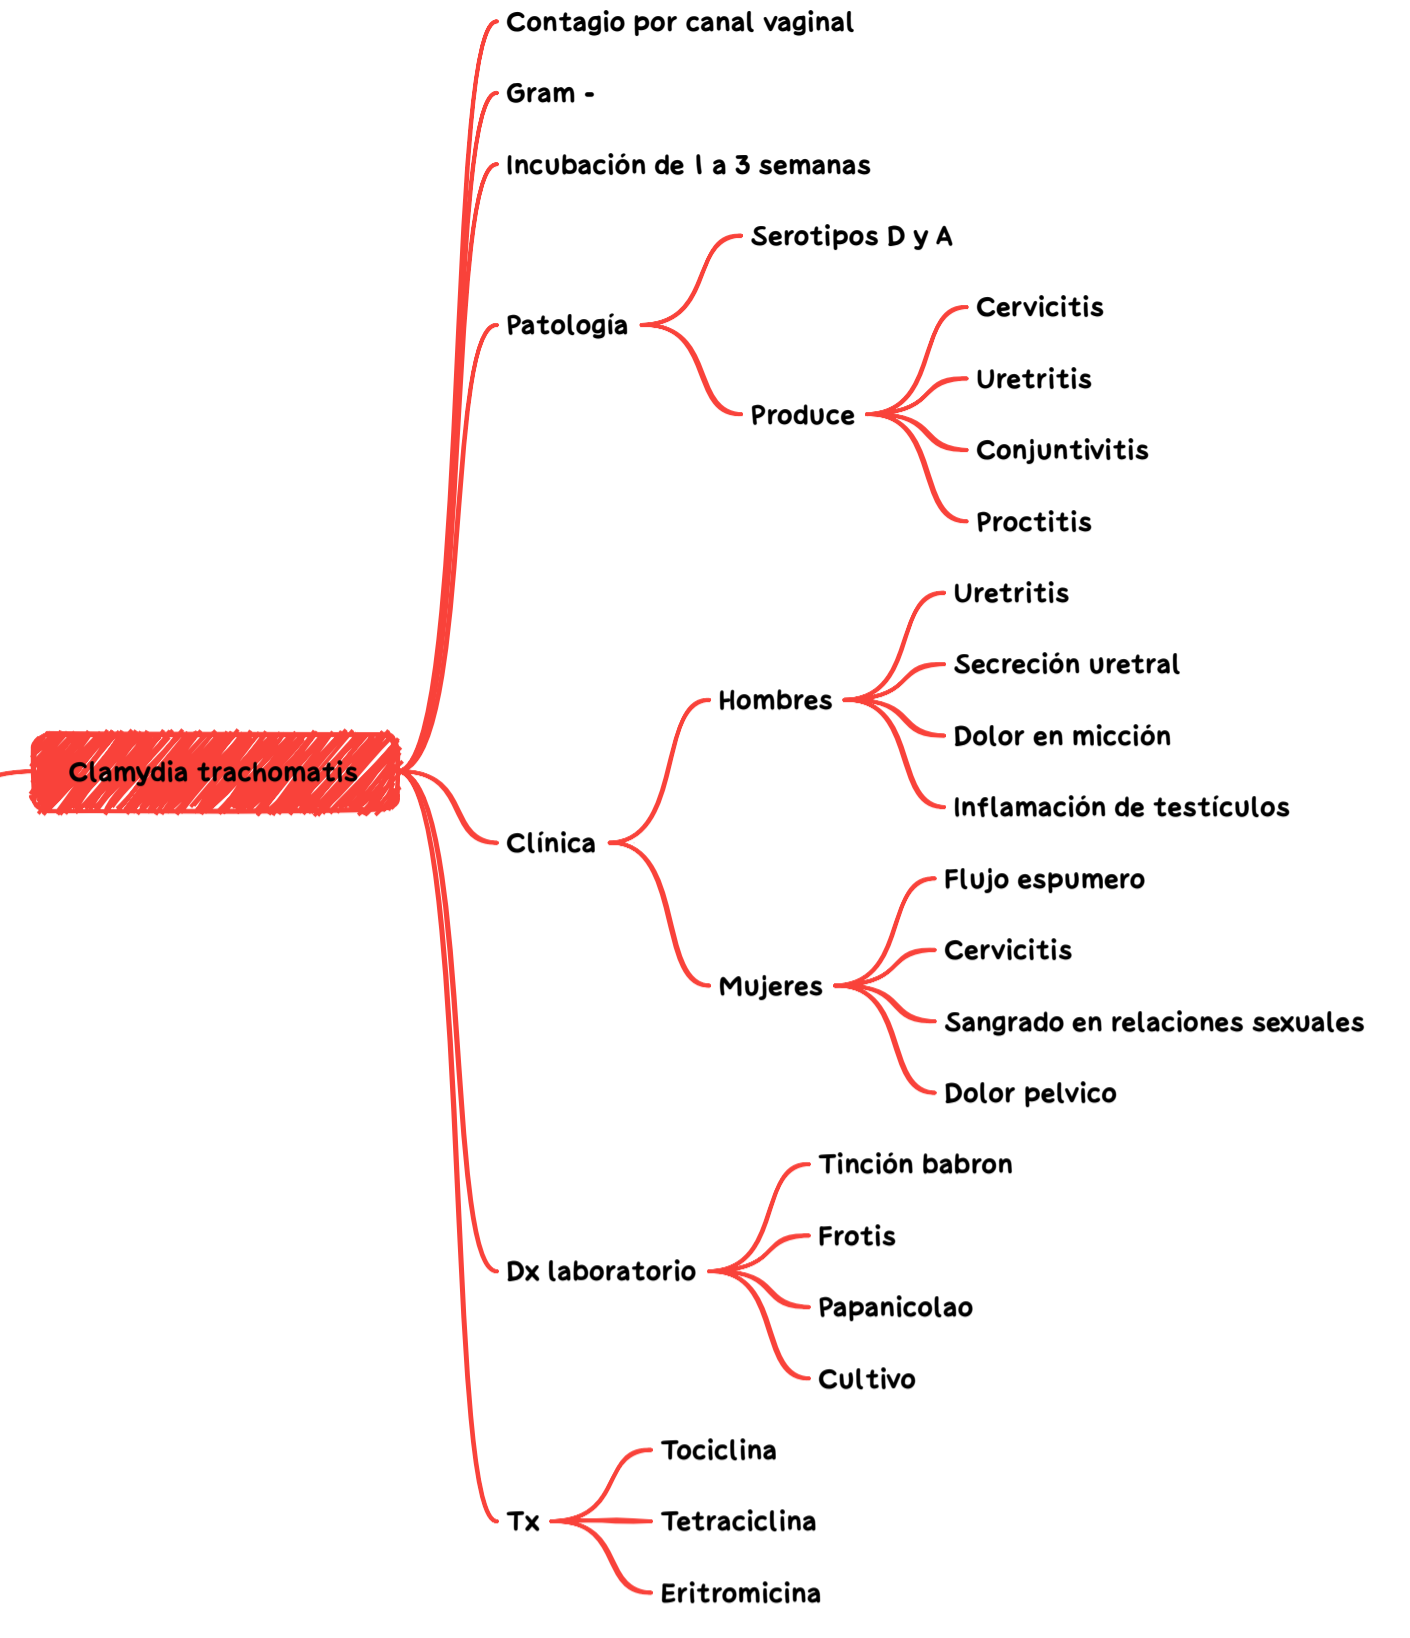 Contagio por canal vaginal
Gram -
Incubación de 1 a 3 semanas
Serotipos D y A
Patología
Cervicitis
Uretritis
Produce
Conjuntivitis
Proctitis
Clamydia trachomatis
Clínica
Hombres
Uretritis
Secreción uretral
Dolor en micción
Inflamación de testículos
Mujeres
Flujo espumero
Cervicitis
Sangrado en relaciones sexuales
Dolor pelvico
Dx laboratorio
Tinción babron
Frotis
Papanicolao
Cultivo
Tx
Tociclina
Tetraciclina
Eritromicina